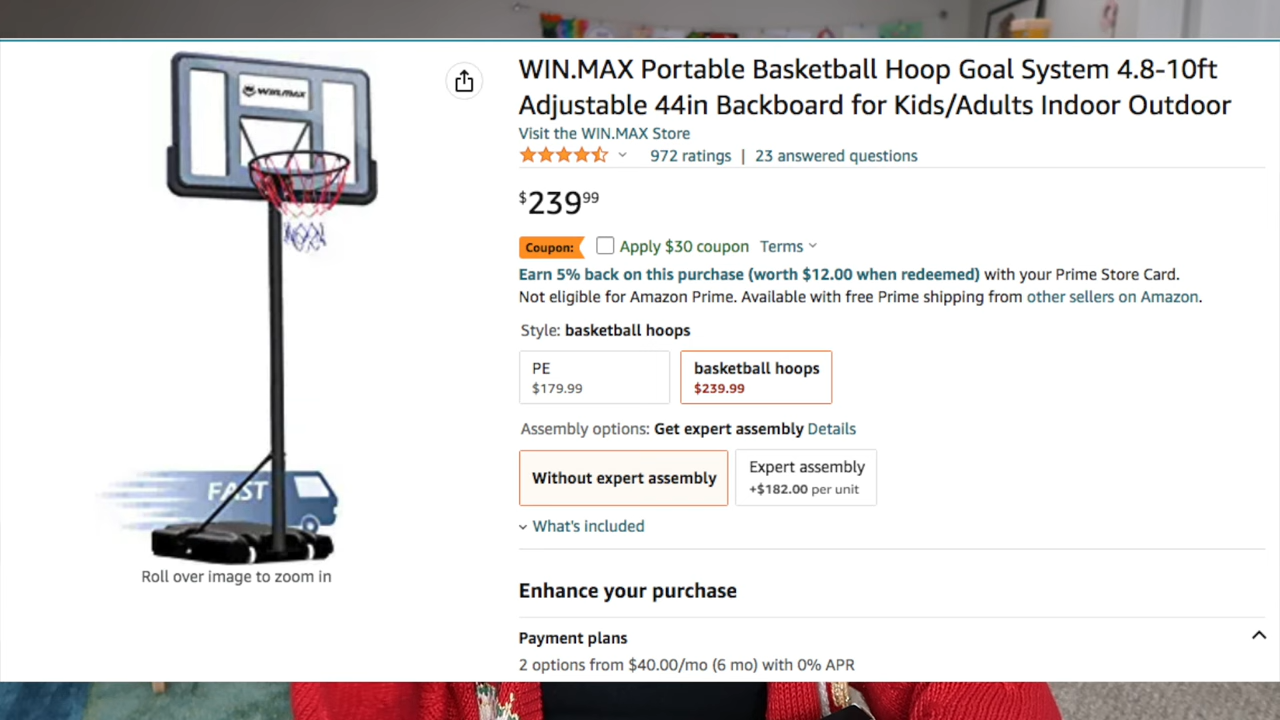 WIN.MAX
FAST
Roll over image to zoom in
WIN.MAX Portable Basketball Hoop Goal System 4.8-10ft
Adjustable 44in Backboard for Kids/Adults Indoor Outdoor
Visit the WIN.MAX Store
972 ratings | 23 answered questions
$239.99
Coupon: Apply $30 coupon Terms
Earn 5% back on this purchase (worth $12.00 when redeemed) with your Prime Store Card.
Not eligible for Amazon Prime. Available with free Prime shipping from other sellers on Amazon.
Style: basketball hoops
PE
$179.99
basketball hoops
$239.99
Assembly options: Get expert assembly Details
Without expert assembly
Expert assembly
+$182.00 per unit
What's included
Enhance your purchase
Payment plans
2 options from $40.00/mo (6 mo) with 0% APR